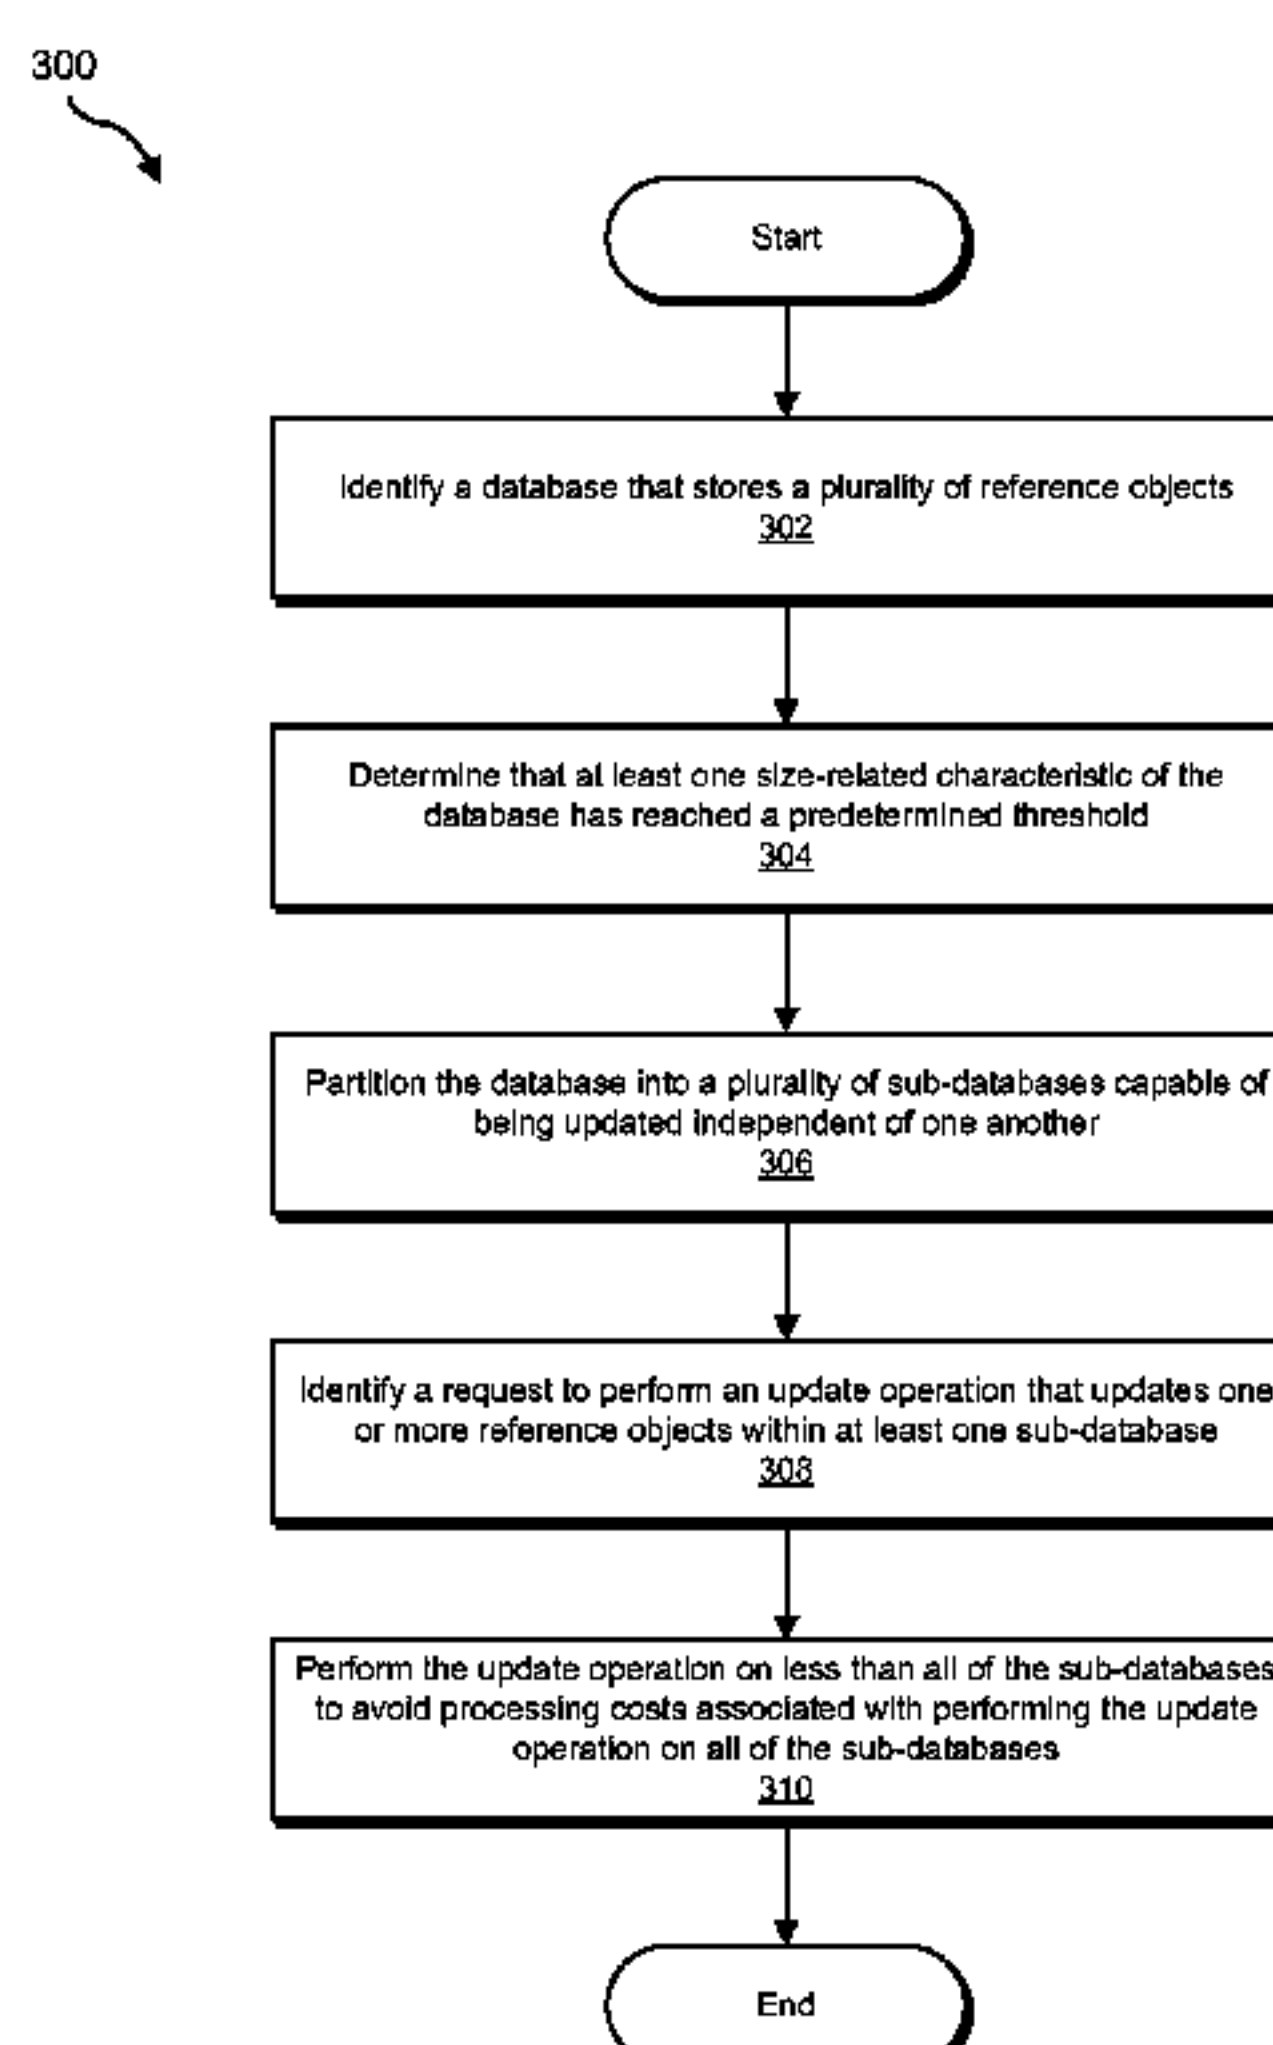 300
Start
Identify a database that stores a plurality of reference objects
302
Determine that at least one size-related characteristic of the
database has reached a predetermined threshold
304
Partition the database into a plurality of sub-databases capable of
being updated independent of one another
306
Identify a request to perform an update operation that updates one
or more reference objects within at least one sub-database
308
Perform the update operation on less than all of the sub-databases
to avoid processing costs associated with performing the update
operation on all of the sub-databases
310
End